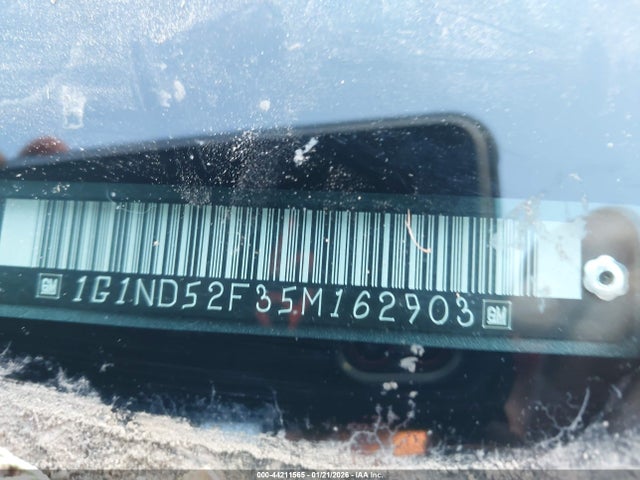 GM 1G1ND52F35M162903 GM
000-44211565 - 01/21/2026 - IAA Inc.